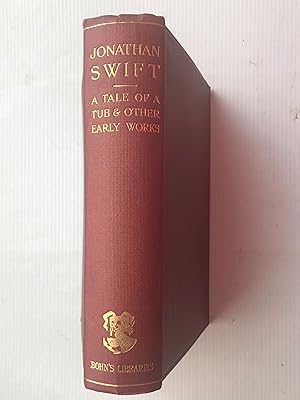 JONATHAN
SWIFT
A TALE OF A
TUB & OTHER
EARLY WORKS
BOHN'S LIBRARIES